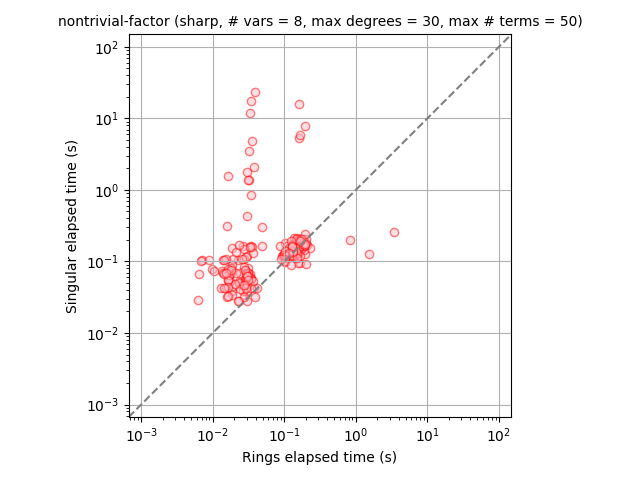 nontrivial-factor (sharp, # vars = 8, max degrees = 30, max # terms = 50)
Singular elapsed time (s)
10²
10¹
10⁰
10⁻¹
10⁻²
10⁻³
10⁻³ 10⁻² 10⁻¹ 10⁰ 10¹ 10²
Rings elapsed time (s)